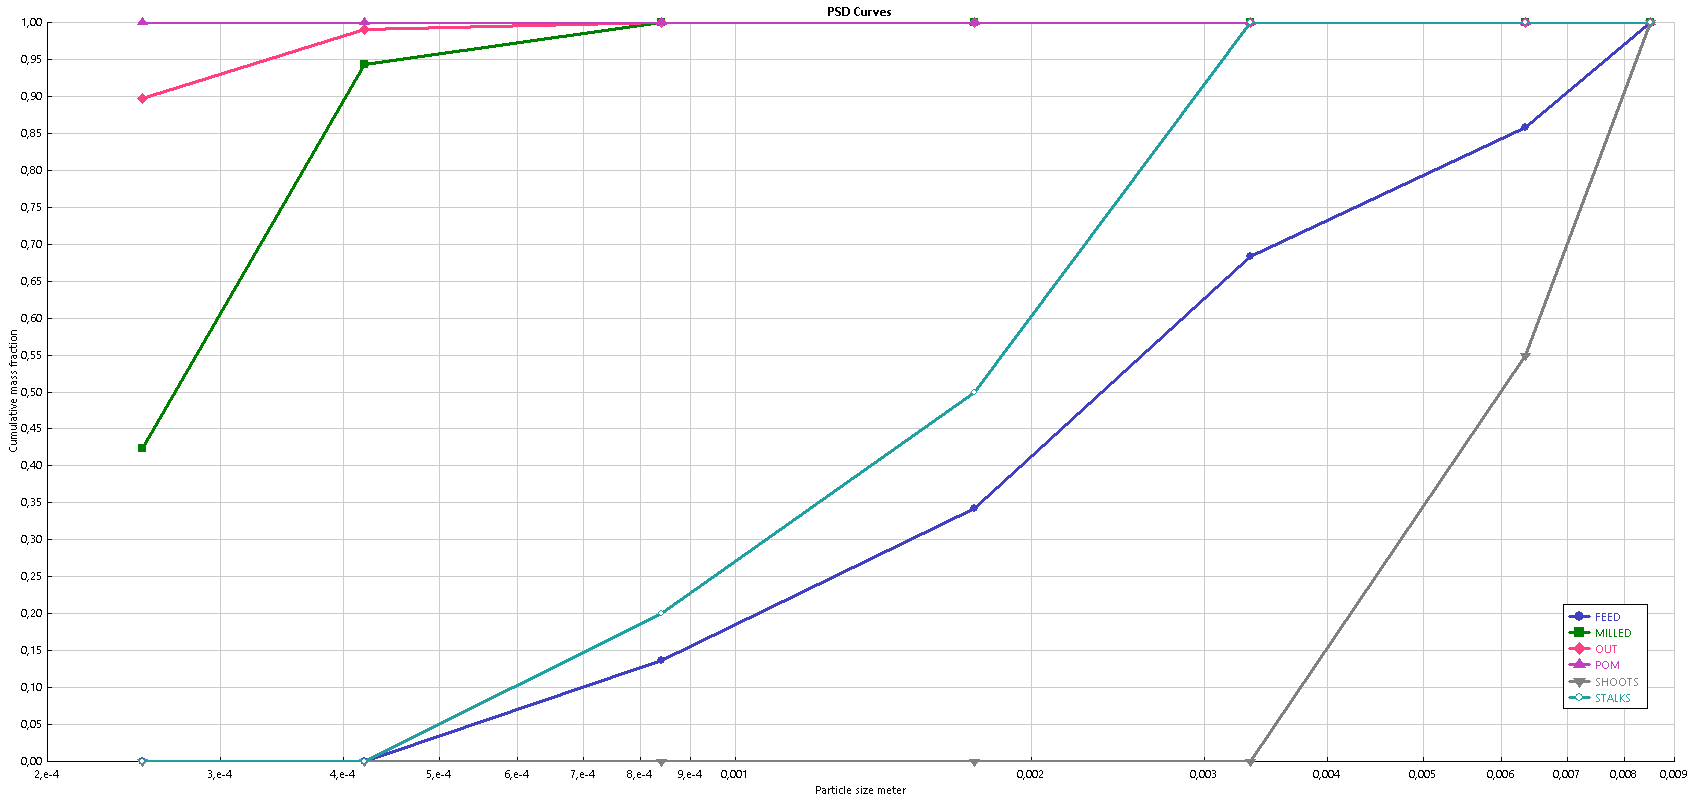 PSD Curves
1,00
0,95
0,90
0,85
0,80
0,75
0,70
0,65
0,60
0,55
0,50
0,45
0,40
0,35
0,30
0,25
0,20
0,15
0,10
0,05
0,00
Cumulative mass fraction
FEED
MILLED
OUT
POM
SHOOTS
STALKS
2,e-4 3,e-4 4,e-4 5,e-4 6,e-4 7,e-4 8,e-4 9,e-4 0,001 0,002 0,003 0,004 0,005 0,006 0,007 0,008 0,009
Particle size meter